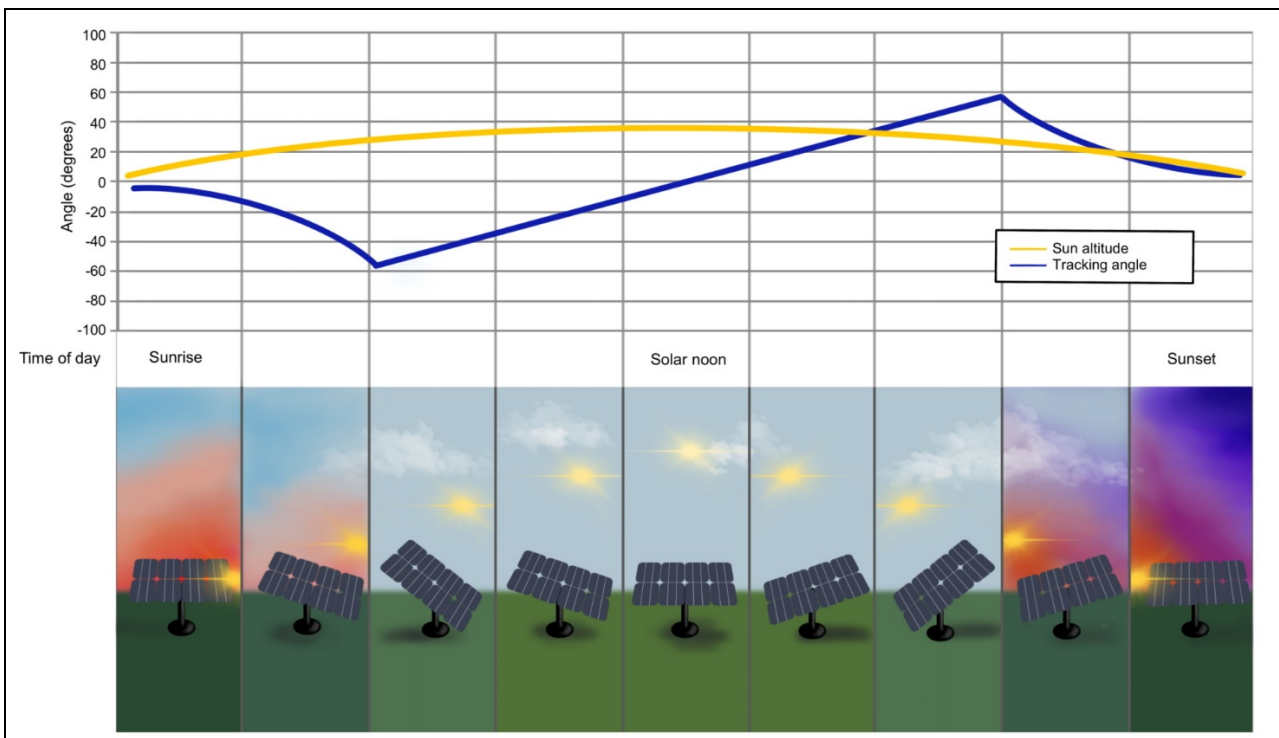 100
80
60
40
20
0
-20
-40
-60
-80
-100
Angle (degrees)
Sun altitude
Tracking angle
Time of day
Sunrise
Solar noon
Sunset